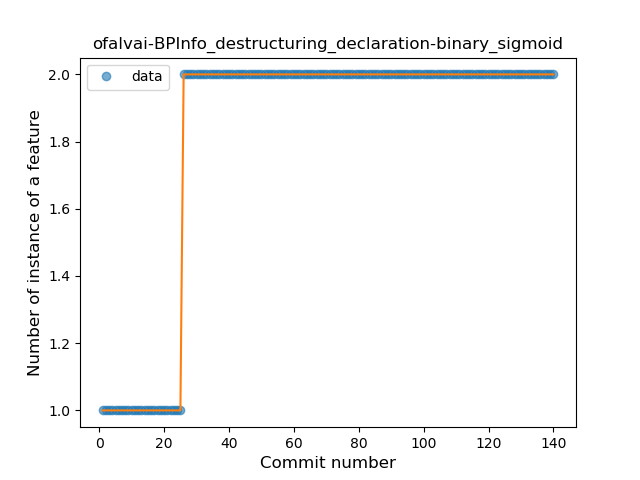 ofalvai-BPInfo_destructuring_declaration-binary_sigmoid
data
Number of instance of a feature
2.0
1.8
1.6
1.4
1.2
1.0
0 20 40 60 80 100 120 140
Commit number